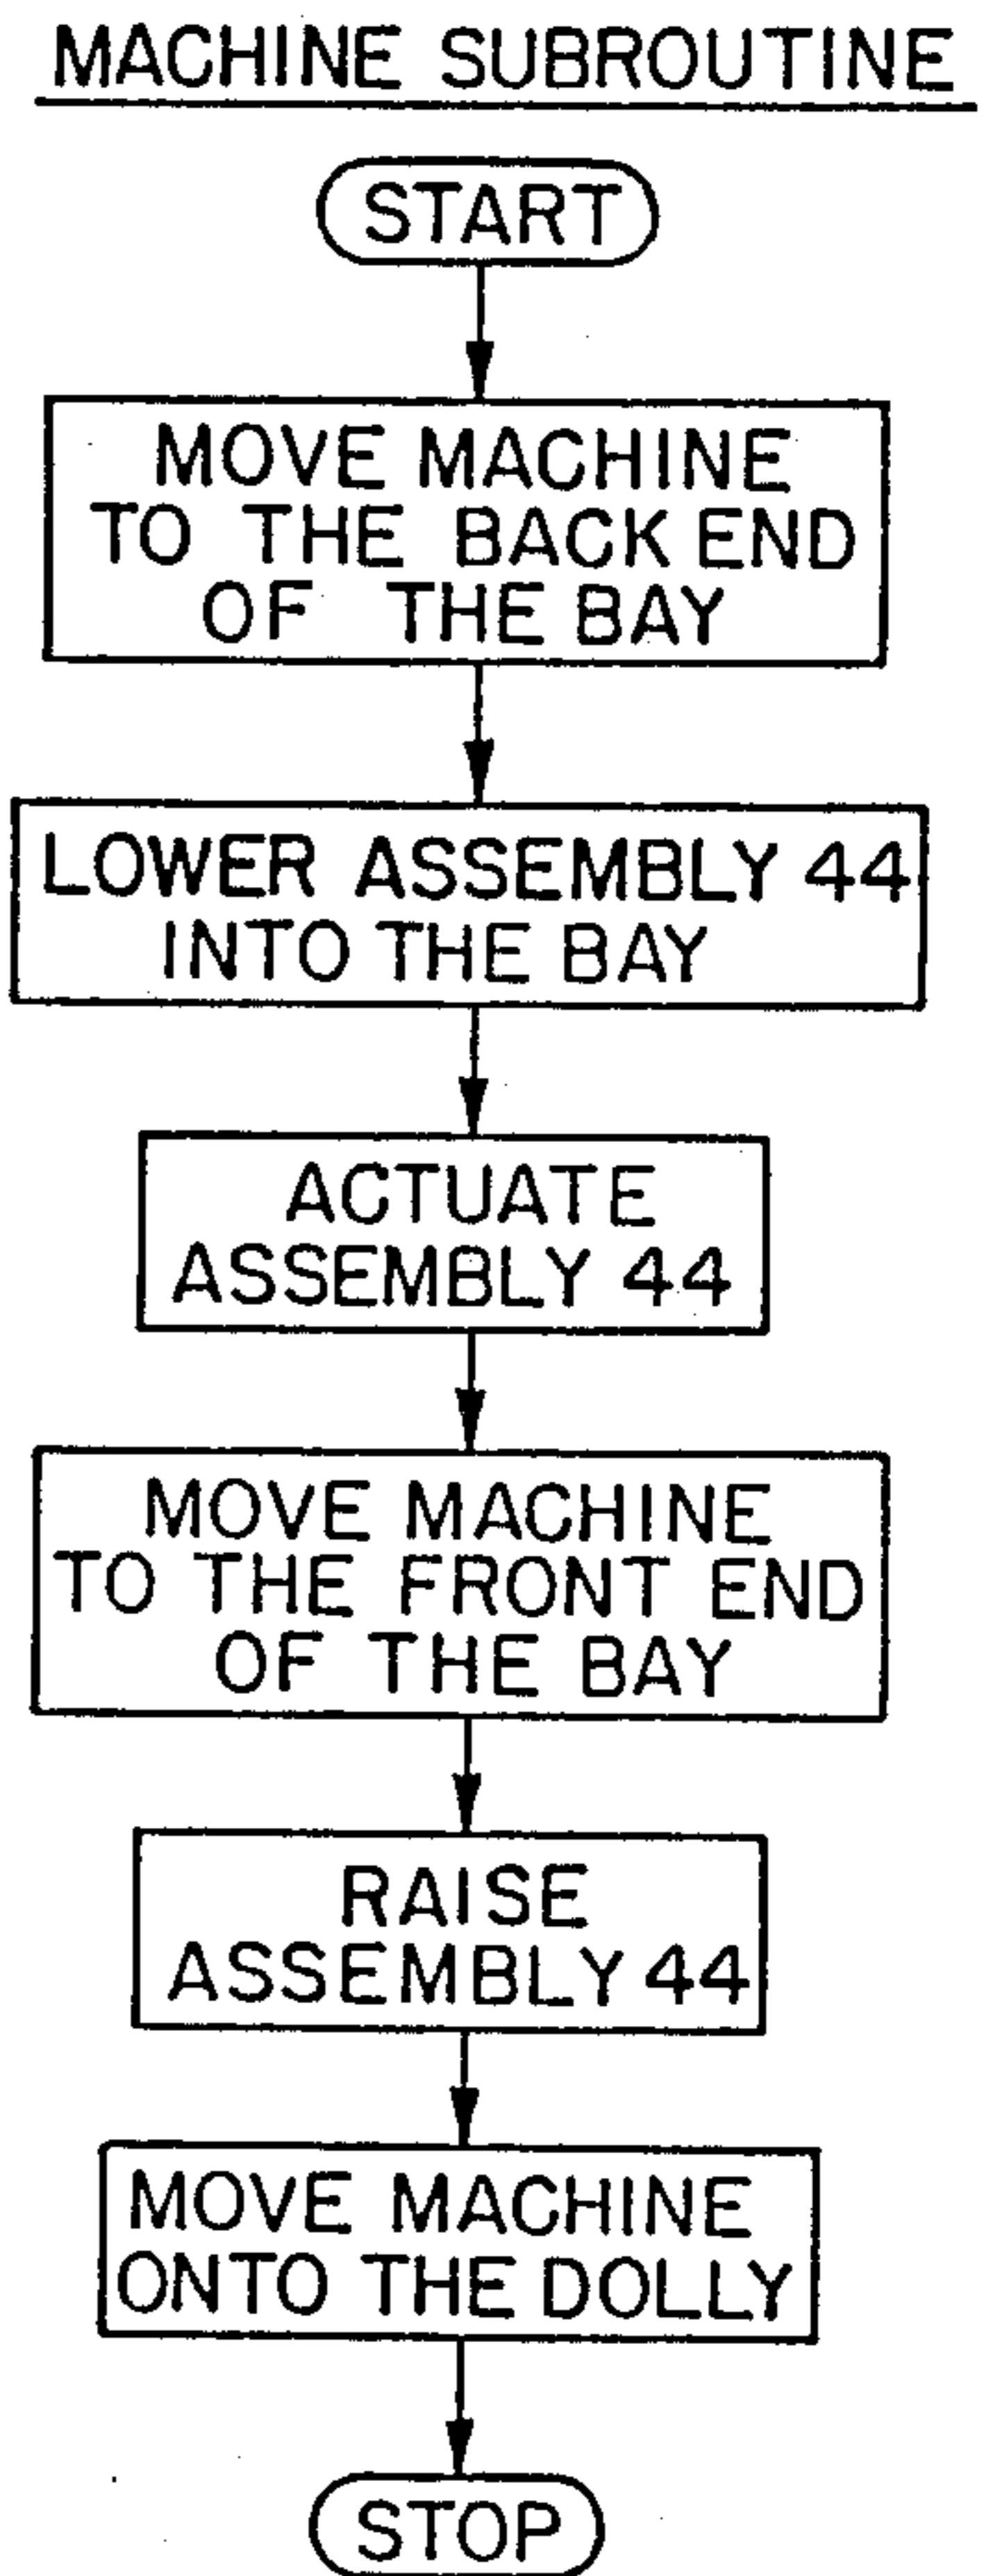 MACHINE SUBROUTINE
START
MOVE MACHINE
TO THE BACK END
OF THE BAY
LOWER ASSEMBLY 44
INTO THE BAY
ACTUATE
ASSEMBLY 44
MOVE MACHINE
TO THE FRONT END
OF THE BAY
RAISE
ASSEMBLY 44
MOVE MACHINE
ONTO THE DOLLY
STOP